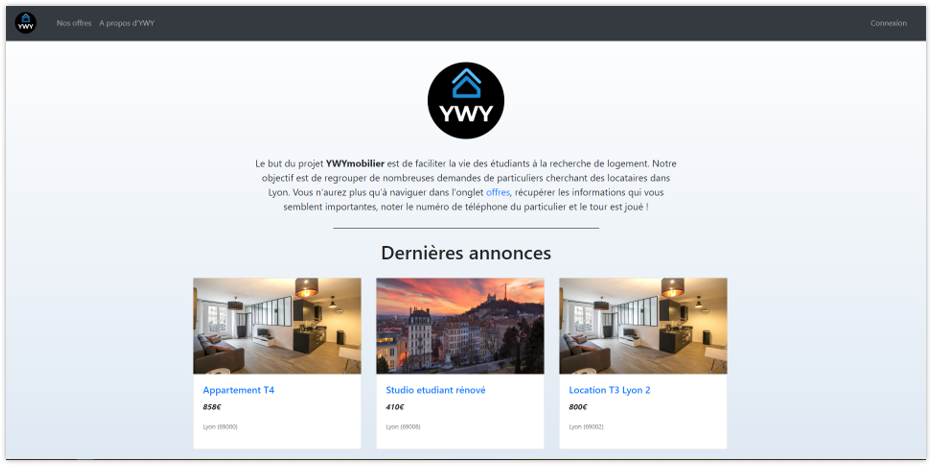 YWY
Nos offres
A propos d'YWY
Connexion
YWY
Le but du projet YWYmobilier est de faciliter la vie des étudiants à la recherche de logement. Notre
objectif est de regrouper de nombreuses demandes de particuliers cherchant des locataires dans
Lyon. Vous n'aurez plus qu'à naviguer dans l'onglet offres, récupérer les informations qui vous
semblent importantes, noter le numéro de téléphone du particulier et le tour est joué !
Dernières annonces
Appartement T4
858€
Lyon (69000)
Studio etudiant rénové
410€
Lyon (69008)
Location T3 Lyon 2
800€
Lyon (69002)